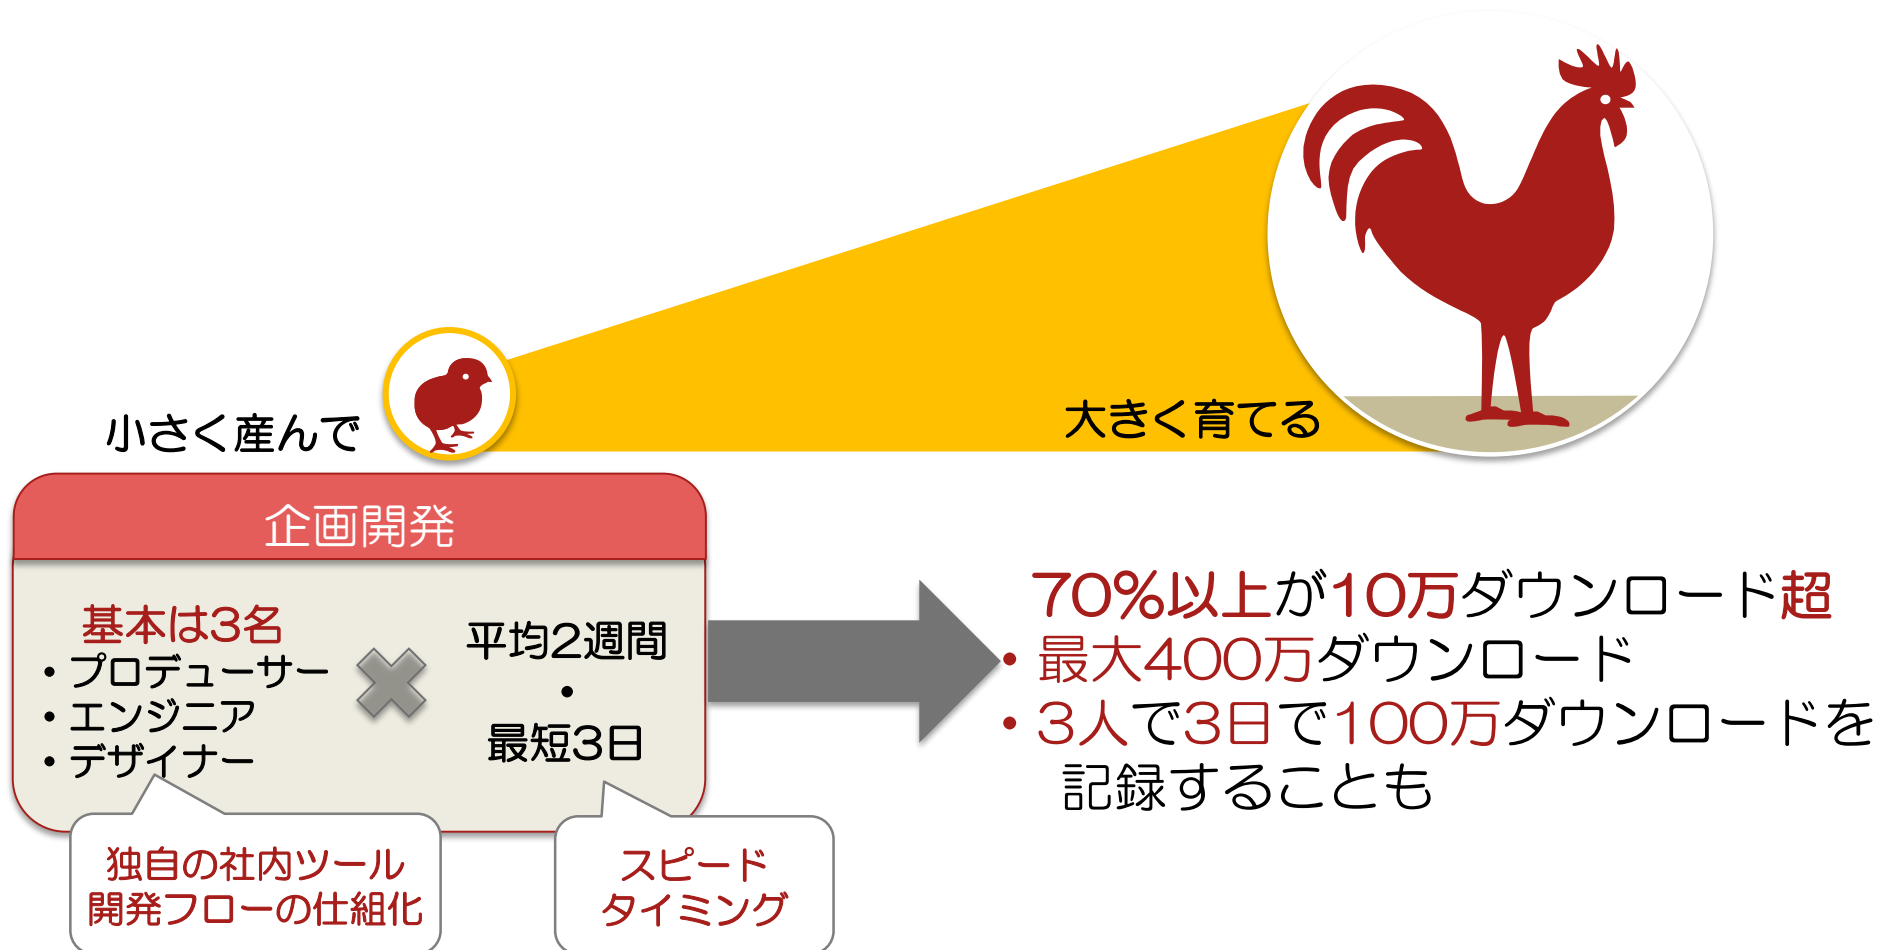 小さく産んで
大きく育てる
企画開発
基本は3名
・プロデューサー
・エンジニア
・デザイナー
平均2週間
・
最短3日
独自の社内ツール
開発フローの仕組化
スピード
タイミング
70%以上が10万ダウンロード超
• 最大400万ダウンロード
• 3人で3日で100万ダウンロードを
記録することも